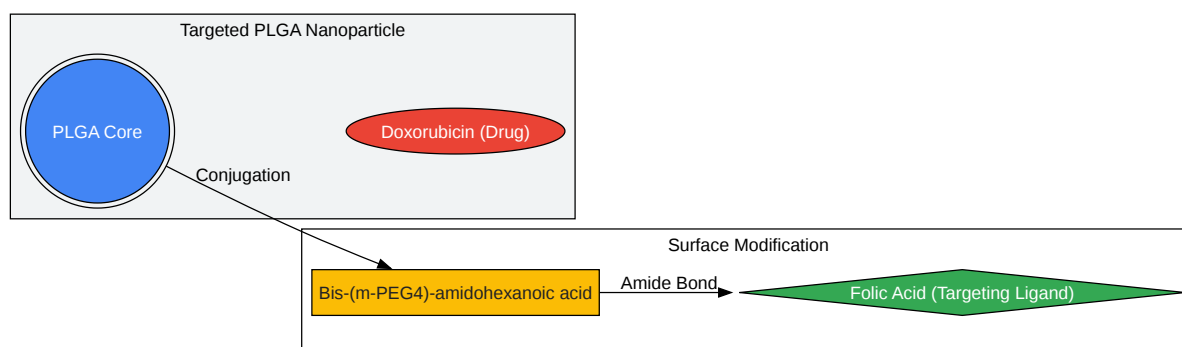 Targeted PLGA Nanoparticle
PLGA Core
Doxorubicin (Drug)
Conjugation
Surface Modification
Bis-(m-PEG4)-amidohexanoic acid
Amide Bond
Folic Acid (Targeting Ligand)